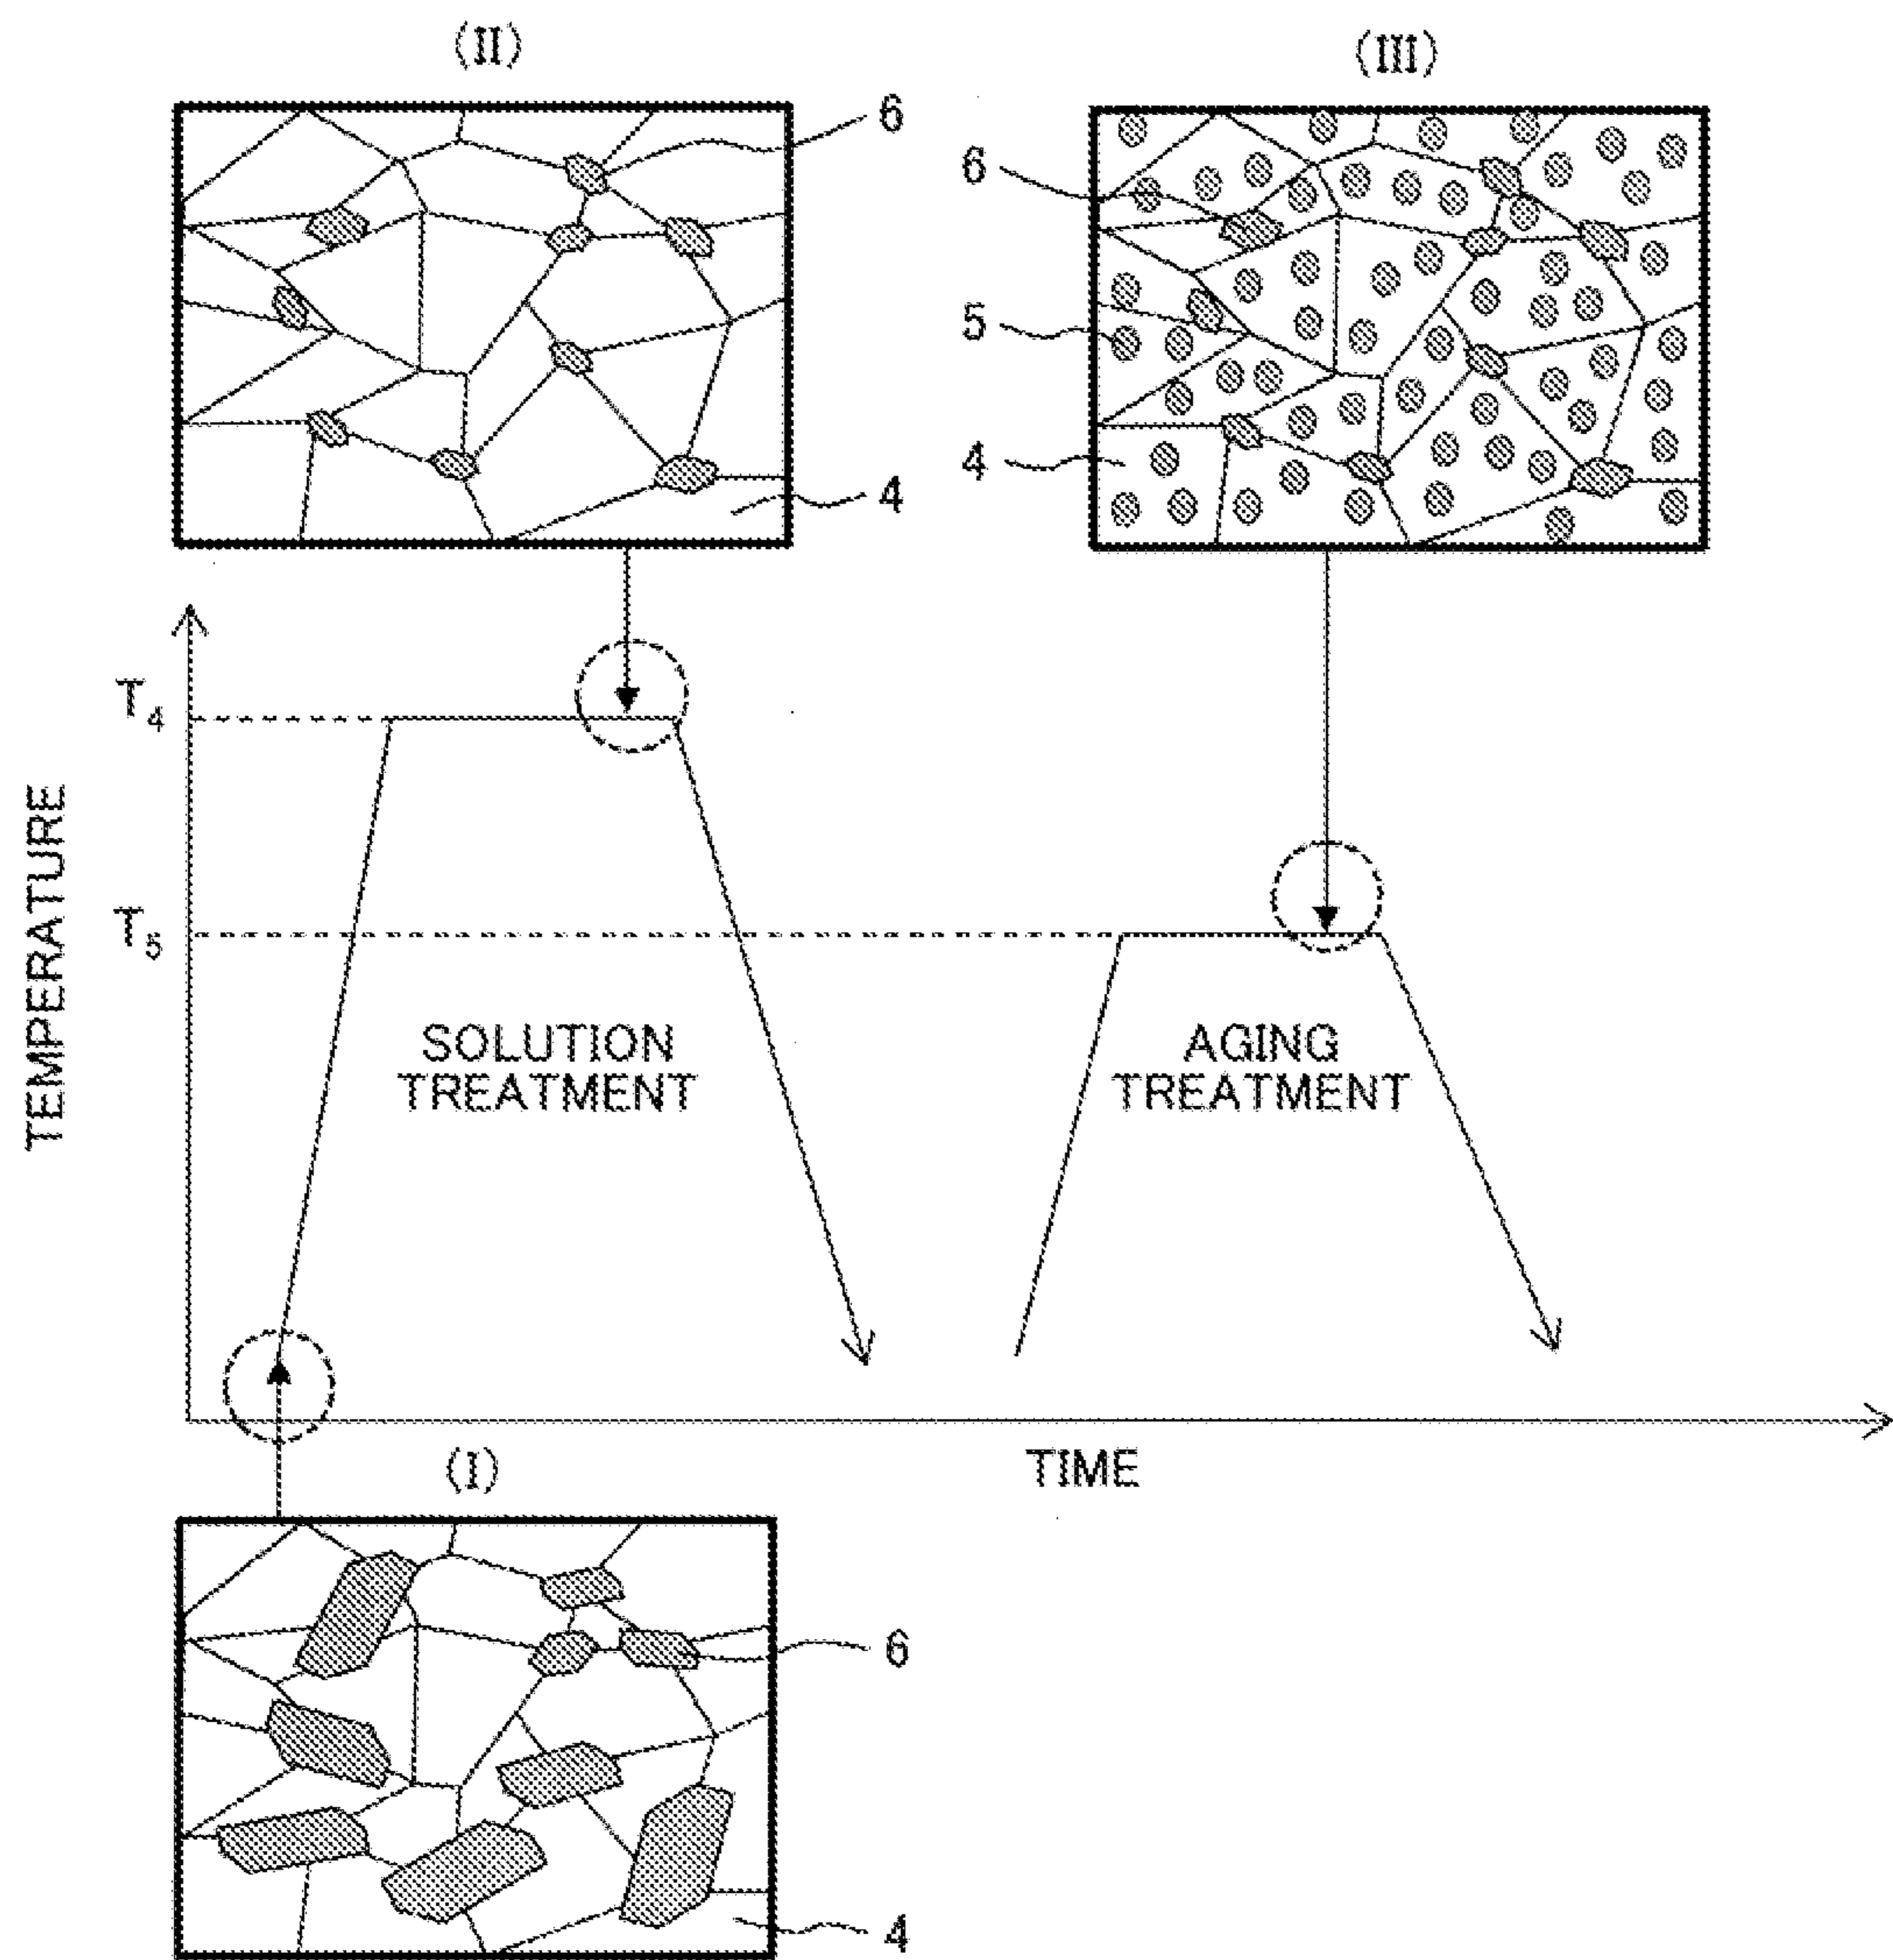 (II)
(III)
6
6
5
4
4
T4
T5
TEMPERATURE
SOLUTION
TREATMENT
AGING
TREATMENT
(I)
TIME
6
4